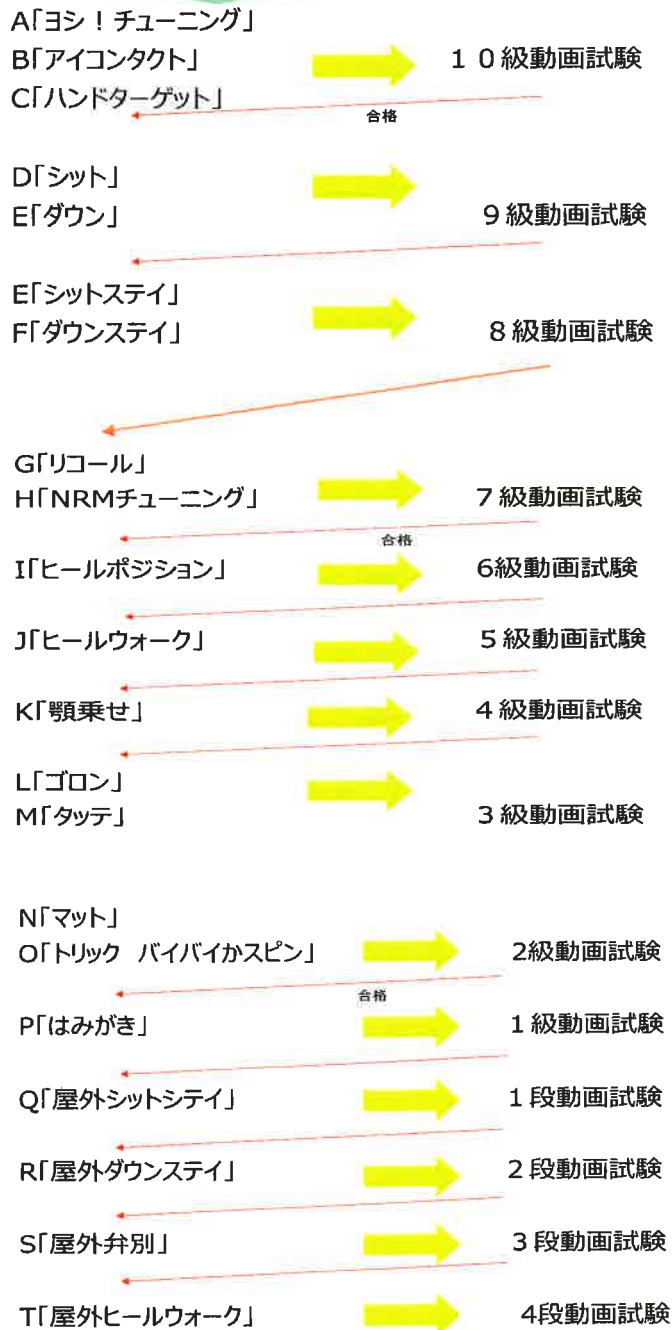 A「ヨシ！チューニング」
B「アイコンタクト」 １０級動画試験
C「ハンドターゲット」
合格
D「シット」
E「ダウン」 9級動画試験
E「シットステイ」
F「ダウンステイ」 8級動画試験
G「リコール」
H「NRMチューニング」 7級動画試験
合格
I「ヒールポジション」 6級動画試験
J「ヒールウォーク」 5級動画試験
K「顎乗せ」 4級動画試験
L「ゴロン」
M「タッテ」 3級動画試験
N「マット」
O「トリック　バイバイかスピン」 2級動画試験
合格
P「はみがき」 1級動画試験
Q「屋外シットシテイ」 1段動画試験
R「屋外ダウンステイ」 2段動画試験
S「屋外弁別」 3段動画試験
T「屋外ヒールウォーク」 4段動画試験